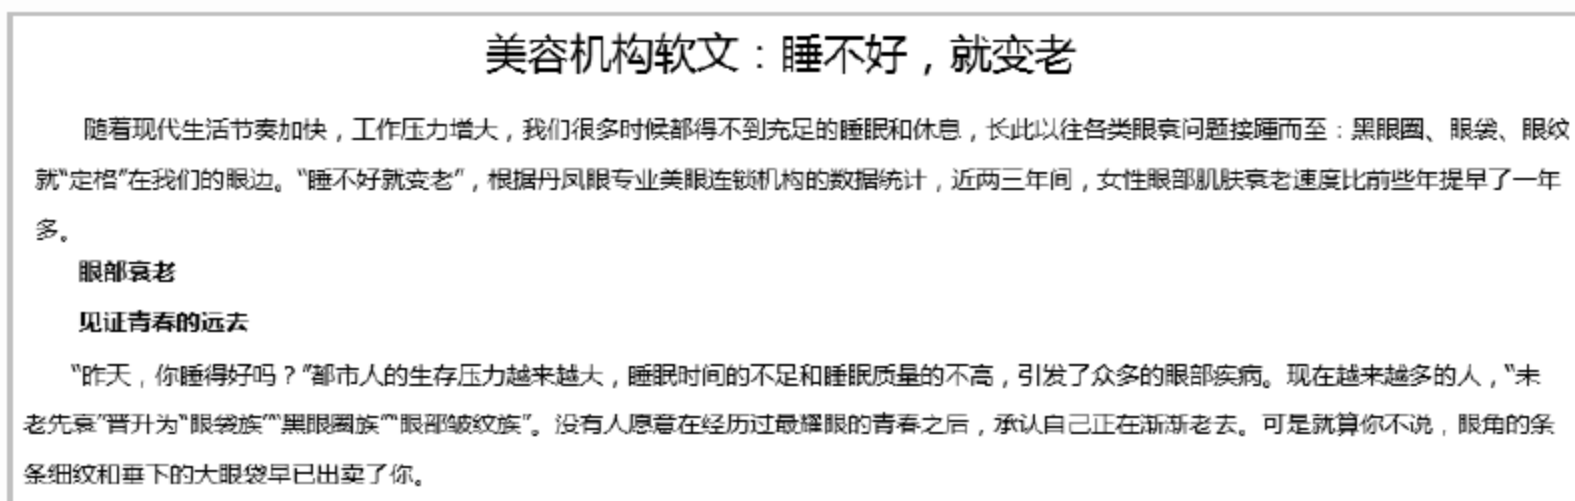 美容机构软文：睡不好，就变老
随着现代生活节奏加快，工作压力增大，我们很多时候都得不到充足的睡眠和休息，长此以往各类眼衰问题接踵而至：黑眼圈、眼袋、眼纹
就“定格”在我们的眼边。“睡不好就变老”，根据丹凤眼专业美眼连锁机构的数据统计，近两三年间，女性眼部肌肤衰老速度比前些年提早了一年
多。
眼部衰老
见证青春的远去
“昨天，你睡得好吗？”都市人的生存压力越来越大，睡眠时间的不足和睡眠质量的不高，引发了众多的眼部疾病。现在越来越多的人，“未
老先衰”晋升为“眼袋族”“黑眼圈族”“眼部皱纹族”。没有人愿意在经历过最耀眼的青春之后，承认自己正在渐渐老去。可是就算你不说，眼角的条
条细纹和垂下的大眼袋早已出卖了你。